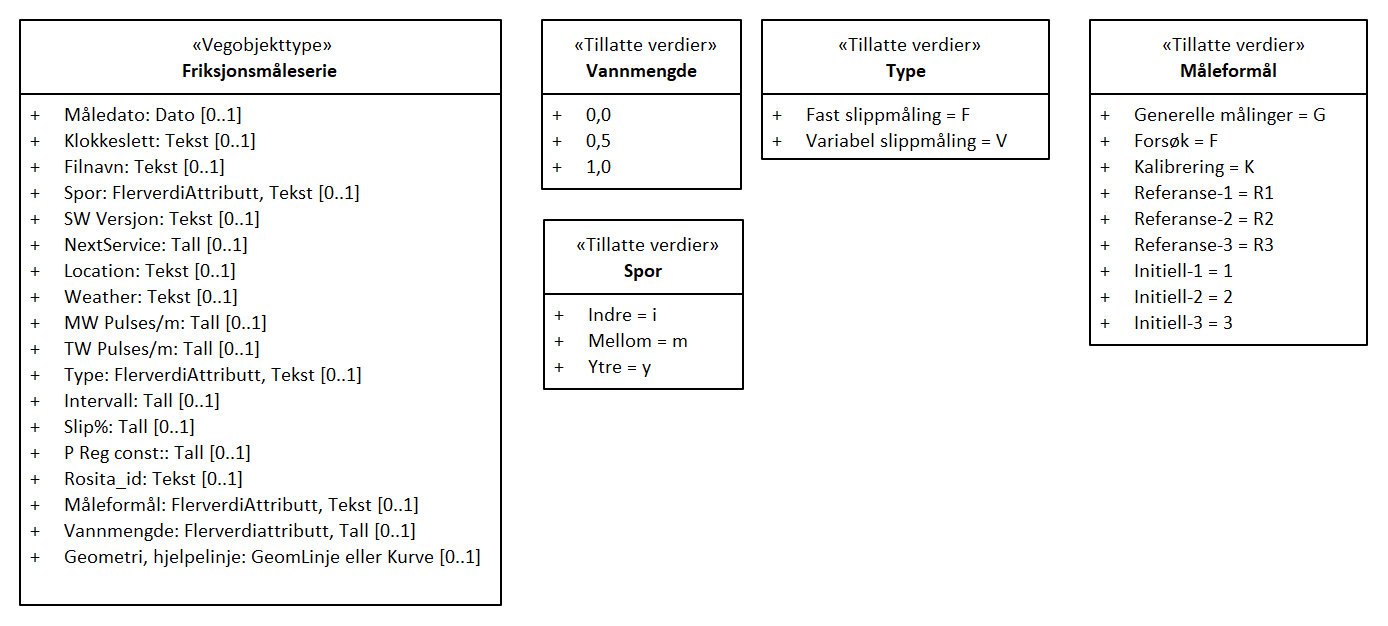 «Vegobjekttype»
Friksjonsmåleserie
+ Måledato: Dato [0..1]
+ Klokkeslett: Tekst [0..1]
+ Filnavn: Tekst [0..1]
+ Spor: FlerverdiAttributt, Tekst [0..1]
+ SW Versjon: Tekst [0..1]
+ NextService: Tall [0..1]
+ Location: Tekst [0..1]
+ Weather: Tekst [0..1]
+ MW Pulses/m: Tall [0..1]
+ TW Pulses/m: Tall [0..1]
+ Type: FlerverdiAttributt, Tekst [0..1]
+ Intervall: Tall [0..1]
+ Slip%: Tall [0..1]
+ P Reg const:: Tall [0..1]
+ Rosita_id: Tekst [0..1]
+ Måleformål: FlerverdiAttributt, Tekst [0..1]
+ Vannmengde: Flerverdiattributt, Tall [0..1]
+ Geometri, hjelpelinje: GeomLinje eller Kurve [0..1]
«Tillatte verdier»
Vannmengde
+ 0,0
+ 0,5
+ 1,0
«Tillatte verdier»
Spor
+ Indre = i
+ Mellom = m
+ Ytre = y
«Tillatte verdier»
Type
+ Fast slippmåling = F
+ Variabel slippmåling = V
«Tillatte verdier»
Måleformål
+ Generelle målinger = G
+ Forsøk = F
+ Kalibrering = K
+ Referanse-1 = R1
+ Referanse-2 = R2
+ Referanse-3 = R3
+ Initiell-1 = 1
+ Initiell-2 = 2
+ Initiell-3 = 3